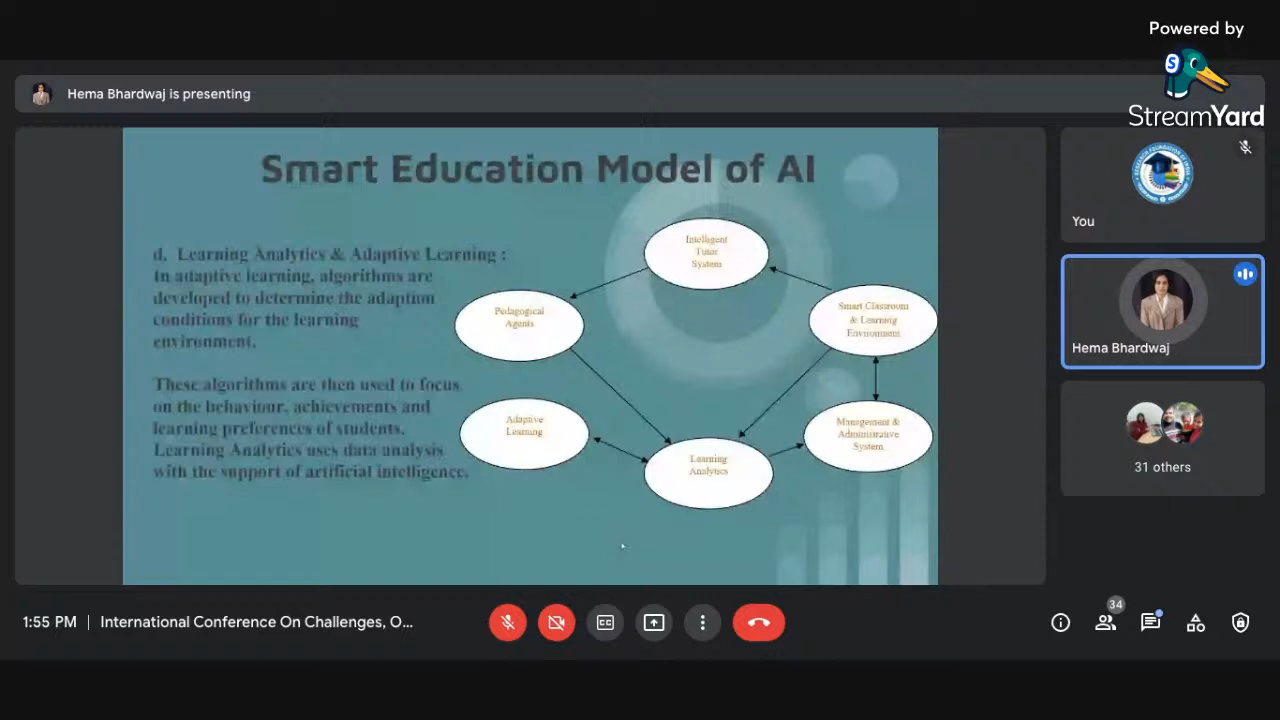 Powered by
StreamYard
Hema Bhardwaj is presenting
Smart Education Model of AI
d. Learning Analytics & Adaptive Learning :
In adaptive learning, algorithms are
developed to determine the adaption
conditions for the learning
environment.
These algorithms are then used to focus
on the behaviour, achievements and
learning preferences of students.
Learning Analytics uses data analysis
with the support of artificial intelligence.
Intelligent
Tutor
System
Pedagogical
Agents
Smart Classroom
& Learning
Environment
Adaptive
Learning
Learning
Analytics
Management &
Administrative
System
You
Hema Bhardwaj
31 others
1:55 PM
International Conference On Challenges, O...
CC
34